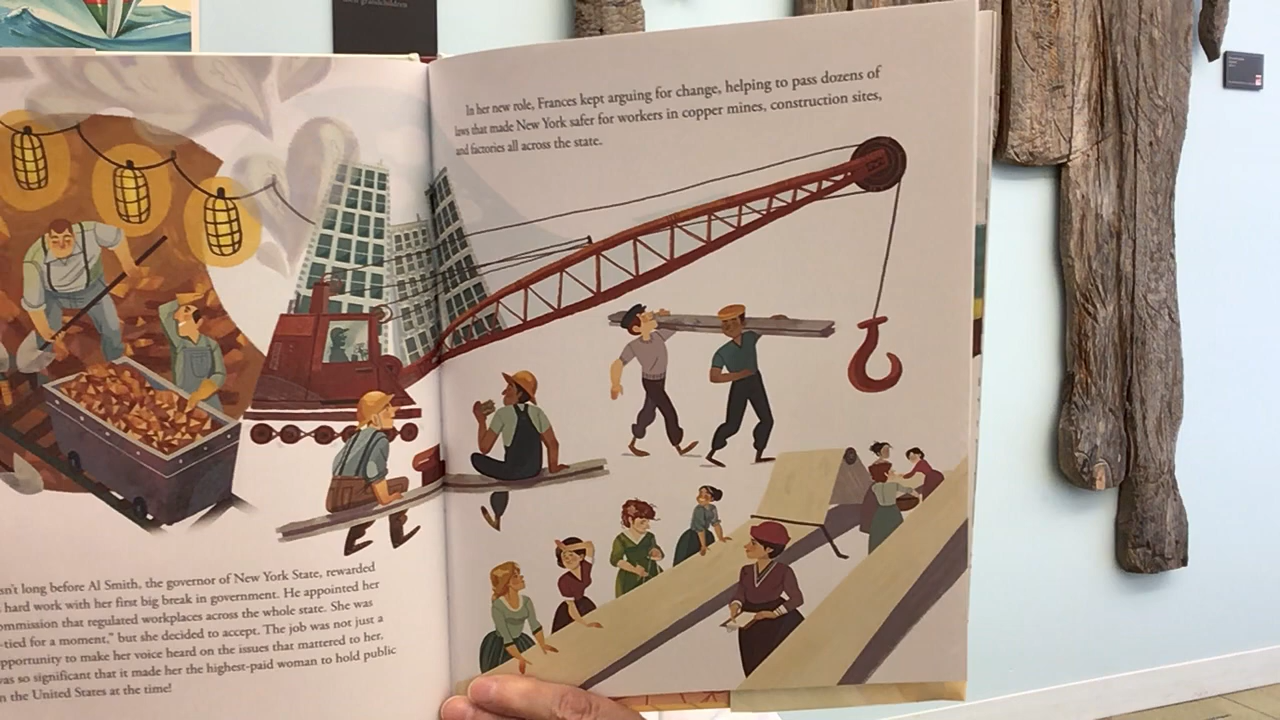 their grandchildren
sn't long before Al Smith, the governor of New York State, rewarded
hard work with her first big break in government. He appointed her
ommission that regulated workplaces across the whole state. She was
-tied for a moment," but she decided to accept. The job was not just a
pportunity to make her voice heard on the issues that mattered to her,
was so significant that it made her the highest-paid woman to hold public
n the United States at the time!
In her new role, Frances kept arguing for change, helping to pass dozens of
laws that made New York safer for workers in copper mines, construction sites,
and factories all across the state.